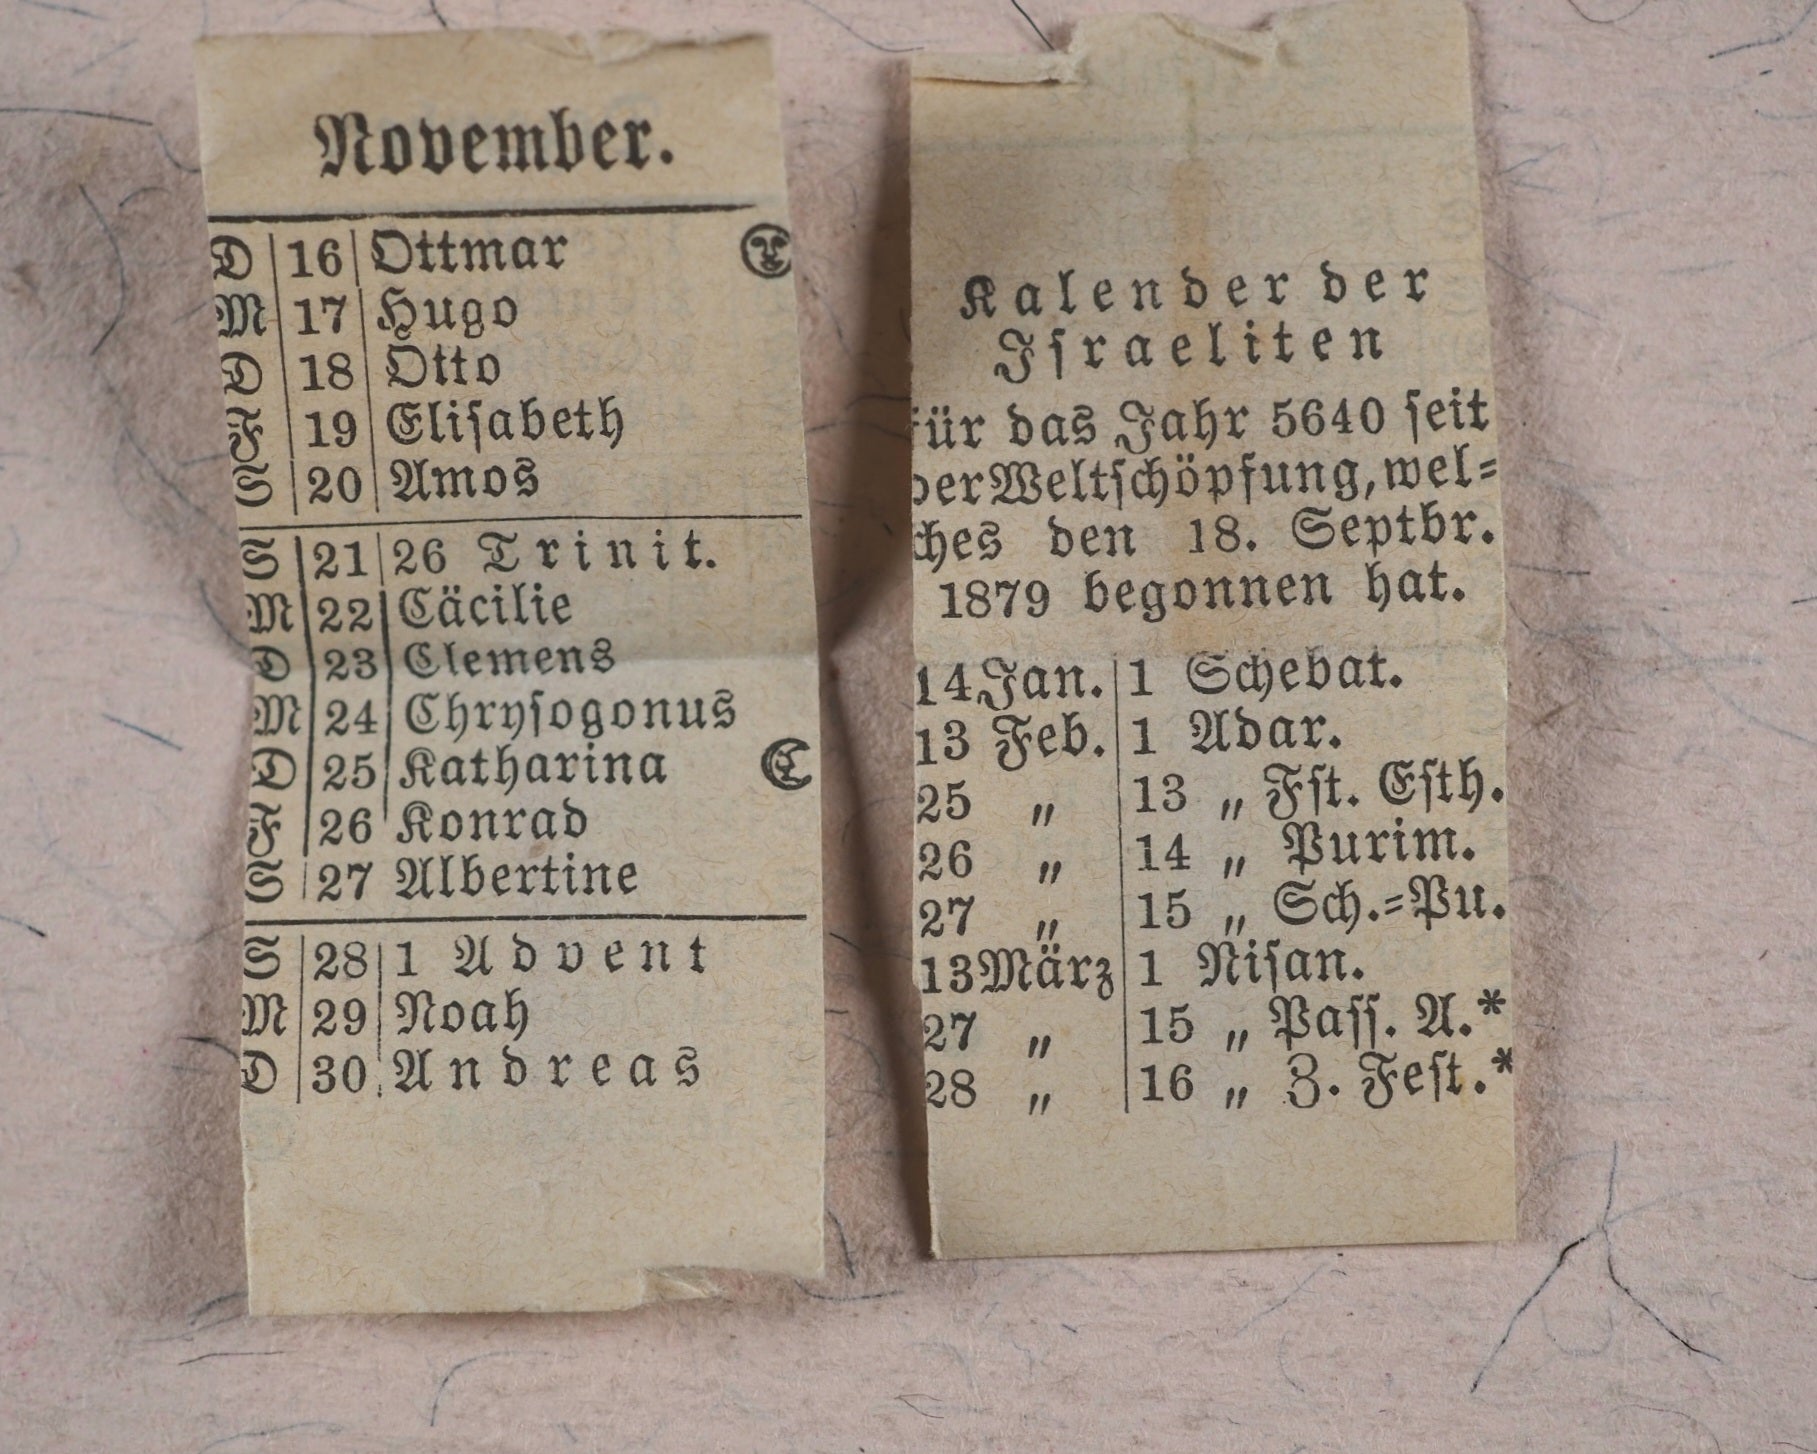 November.
D 16 Ottmar
M 17 Hugo
D 18 Otto
F 19 Eliſabeth
S 20 Amos
S 21 26 Trinit.
M 22 Cäcilie
D 23 Clemens
M 24 Chryſogonus
D 25 Katharina
F 26 Konrad
S 27 Albertine
S 28 1 Advent
M 29 Noah
D 30 Andreas
Kalender der
Iſraeliten
für das Jahr 5640 ſeit
der Weltſchöpfung, wel⸗
ches den 18. Septbr.
1879 begonnen hat.
14 Jan. 1 Schebat.
13 Feb. 1 Adar.
25 „ 13 „ Fſt. Eſth.
26 „ 14 „ Purim.
27 „ 15 „ Sch.⸗Pu.
13 März 1 Niſan.
27 „ 15 „ Paſſ. A.*
28 „ 16 „ Z. Feſt.*